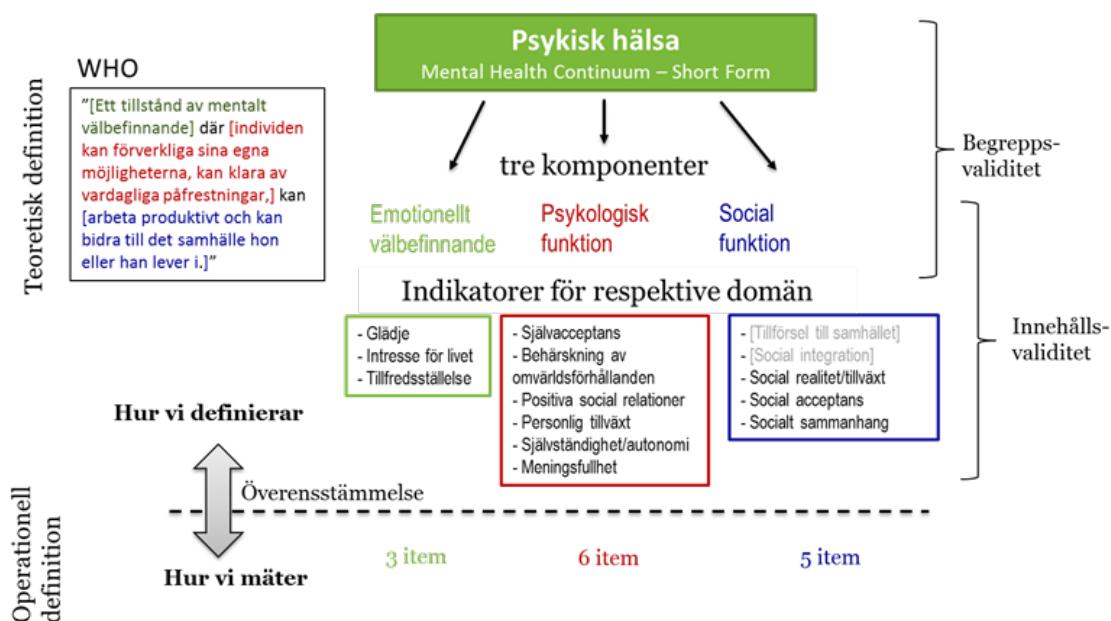 Psykisk hälsa
Mental Health Continuum – Short Form
Teoretisk definition
WHO
”[Ett tillstånd av mentalt
välbefinnande] där [individen
kan förverkliga sina egna
möjligheterna, kan klara av
vardagliga påfrestningar,] kan
[arbeta produktivt och kan
bidra till det samhälle hon
eller han lever i.]”
tre komponenter
Emotionellt
välbefinnande
Psykologisk
funktion
Social
funktion
Begrepps-
validitet
Indikatorer för respektive domän
- Glädje
- Intresse för livet
- Tillfredsställelse
- Självacceptans
- Behärskning av
omvärldsförhållanden
- Positiva social relationer
- Personlig tillväxt
- Självständighet/autonomi
- Meningsfullhet
- [Tillförsel till samhället]
- [Social integration]
- Social realitet/tillväxt
- Social acceptans
- Socialt sammanhang
Innehålls-
validitet
Hur vi definierar
Överensstämmelse
Hur vi mäter
Operationell
definition
3 item
6 item
5 item